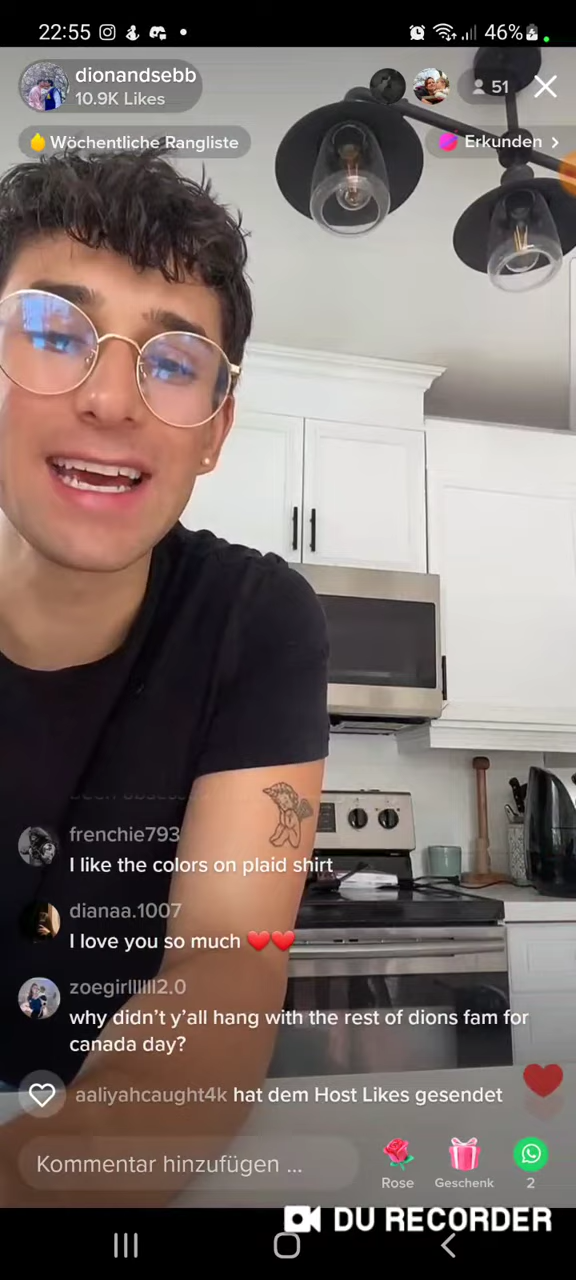 22:55
46%
dionandsebb
10.9K Likes
51
Wöchentliche Rangliste
Erkunden
frenchie793
I like the colors on plaid shirt
dianaa.1007
I love you so much ❤️❤️
zoegirllllll2.0
why didn't y'all hang with the rest of dions fam for
canada day?
aaliyahcaught4k hat dem Host Likes gesendet
Kommentar hinzufügen ...
Rose
Geschenk
2
DU RECORDER